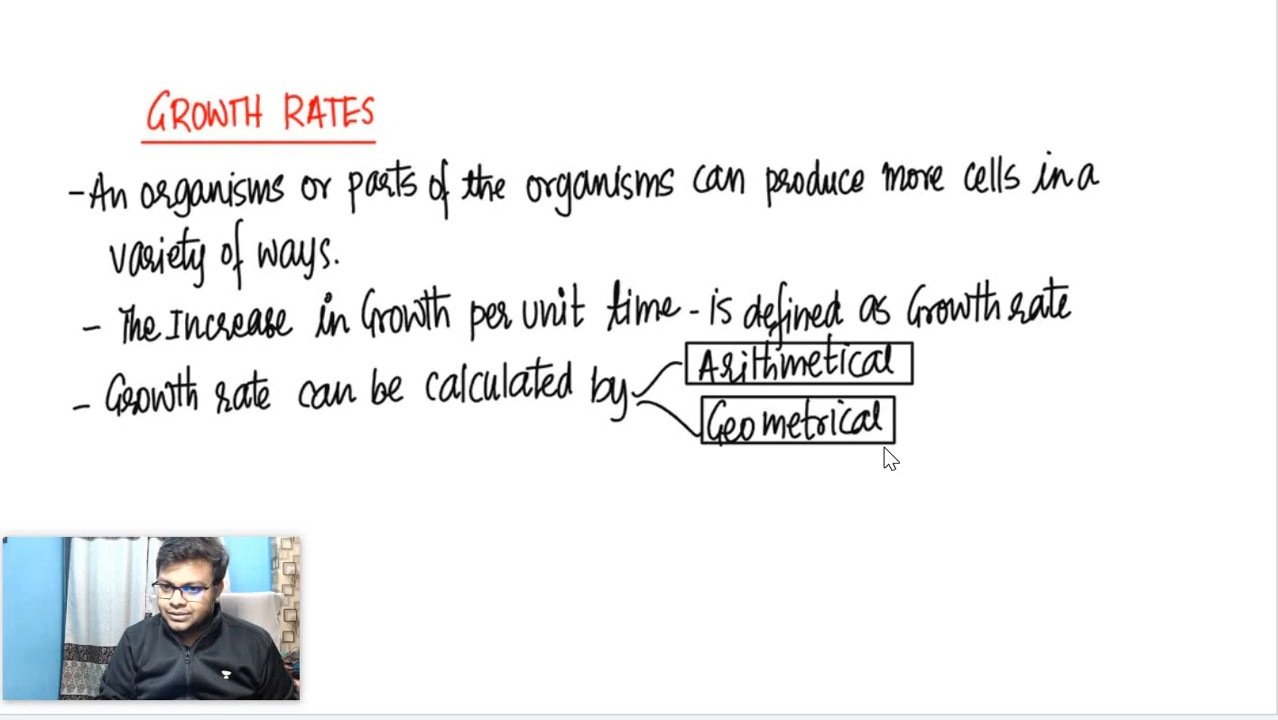 GROWTH RATES
- An organisms or parts of the organisms can produce more cells in a
variety of ways.
- The Increase in Growth per unit time - is defined as Growth rate
- Growth rate can be calculated by
Arithmetical
Geometrical